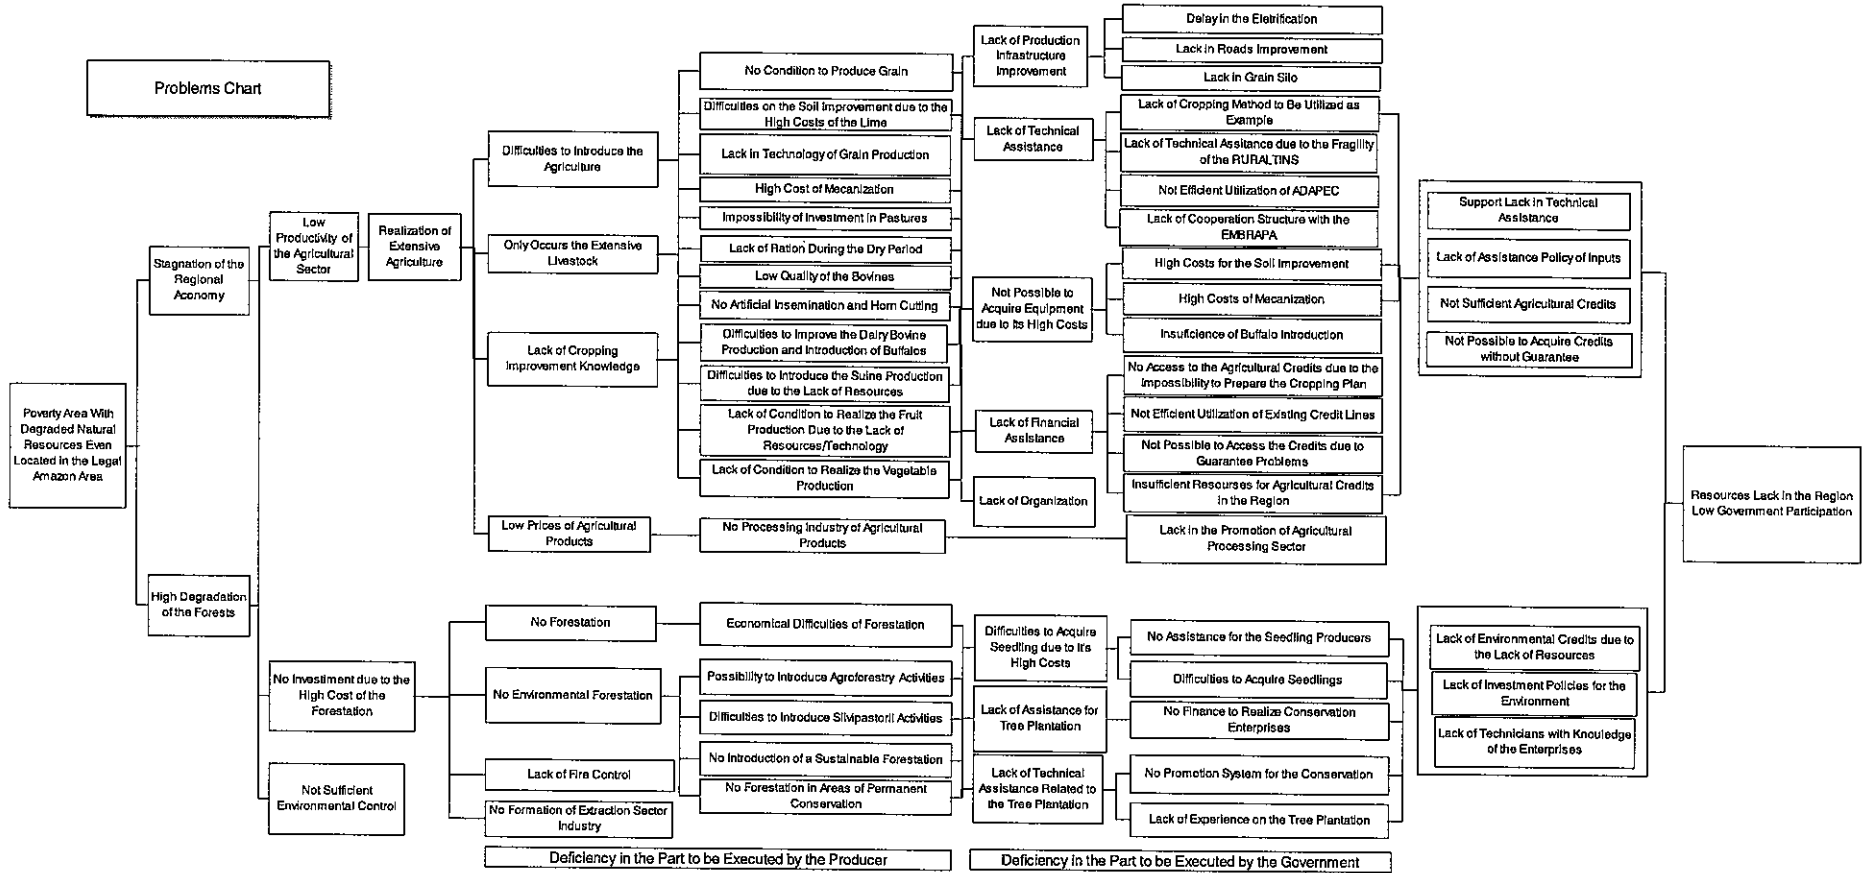 Problems Chart
Poverty Area With
Degraded Natural
Resources Even
Located in the Legal
Amazon Area
Stagnation of the
Regional
Aconomy
High Degradation
of the Forests
Low
Productivity of
the Agricultural
Sector
No Investiment due to the
High Cost of the
Forestation
Not Sufficient
Environmental Control
Realization of
Extensive
Agriculture
Difficulties to Introduce the
Agriculture
Only Occurs the Extensive
Livestock
Lack of Cropping
Improvement Knowledge
Low Prices of Agricultural
Products
No Forestation
No Environmental Forestation
Lack of Fire Control
No Formation of Extraction Sector
Industry
No Condition to Produce Grain
Difficulties on the Soil Improvement due to the
High Costs of the Lime
Lack in Technology of Grain Production
High Cost of Mecanization
Impossibility of Investment in Pastures
Lack of Ration During the Dry Period
Low Quality of the Bovines
No Artificial Insemination and Horn Cutting
Difficulties to Improve the Dairy Bovine
Production and Introduction of Buffalos
Difficulties to Introduce the Suine Production
due to the Lack of Resources
Lack of Condition to Realize the Fruit
Production Due to the Lack of
Resources/Technology
Lack of Condition to Realize the Vegetable
Production
No Processing Industry of Agricultural
Products
Economical Difficulties of Forestation
Possibility to Introduce Agroforestry Activities
Difficulties to Introduce Silvipastoril Activities
No Introduction of a Sustainable Forestation
No Forestation in Areas of Permanent
Conservation
Lack of Production
Infrastructure
Improvement
Lack of Technical
Assistance
Not Possible to
Acquire Equipment
due to its High Costs
Lack of Financial
Assistance
Lack of Organization
Difficulties to Acquire
Seedling due to it's
High Costs
Lack of Assistance for
Tree Plantation
Lack of Technical
Assistance Related to
the Tree Plantation
Delay in the Eletrification
Lack in Roads Improvement
Lack in Grain Silo
Lack of Cropping Method to Be Utilized as
Example
Lack of Technical Assitance due to the Fragility
of the RURALTINS
Not Efficient Utilization of ADAPEC
Lack of Cooperation Structure with the
EMBRAPA
High Costs for the Soil Improvement
High Costs of Mecanization
Insuficience of Buffalo Introduction
No Access to the Agricultural Credits due to the
Impossibility to Prepare the Cropping Plan
Not Efficient Utilization of Existing Credit Lines
Not Possible to Access the Credits due to
Guarantee Problems
Insufficient Resourses for Agricultural Credits
in the Region
Lack in the Promotion of Agricultural
Processing Sector
No Assistance for the Seedling Producers
Difficulties to Acquire Seedlings
No Finance to Realize Conservation
Enterprises
No Promotion System for the Conservation
Lack of Experience on the Tree Plantation
Support Lack in Technical
Assistance
Lack of Assistance Policy of Inputs
Not Sufficient Agricultural Credits
Not Possible to Acquire Credits
without Guarantee
Lack of Environmental Credits due to
the Lack of Resources
Lack of Investment Policies for the
Environment
Lack of Technicians with Knowledge
of the Enterprises
Resources Lack in the Region
Low Government Participation
Deficiency in the Part to be Executed by the Producer
Deficiency in the Part to be Executed by the Government